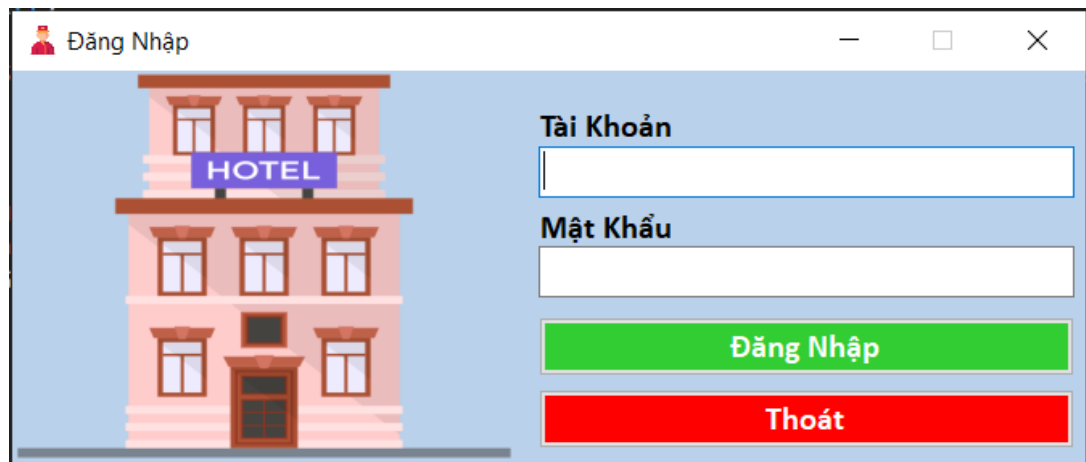 Đăng Nhập
HOTEL
Tài Khoản
Mật Khẩu
Đăng Nhập
Thoát